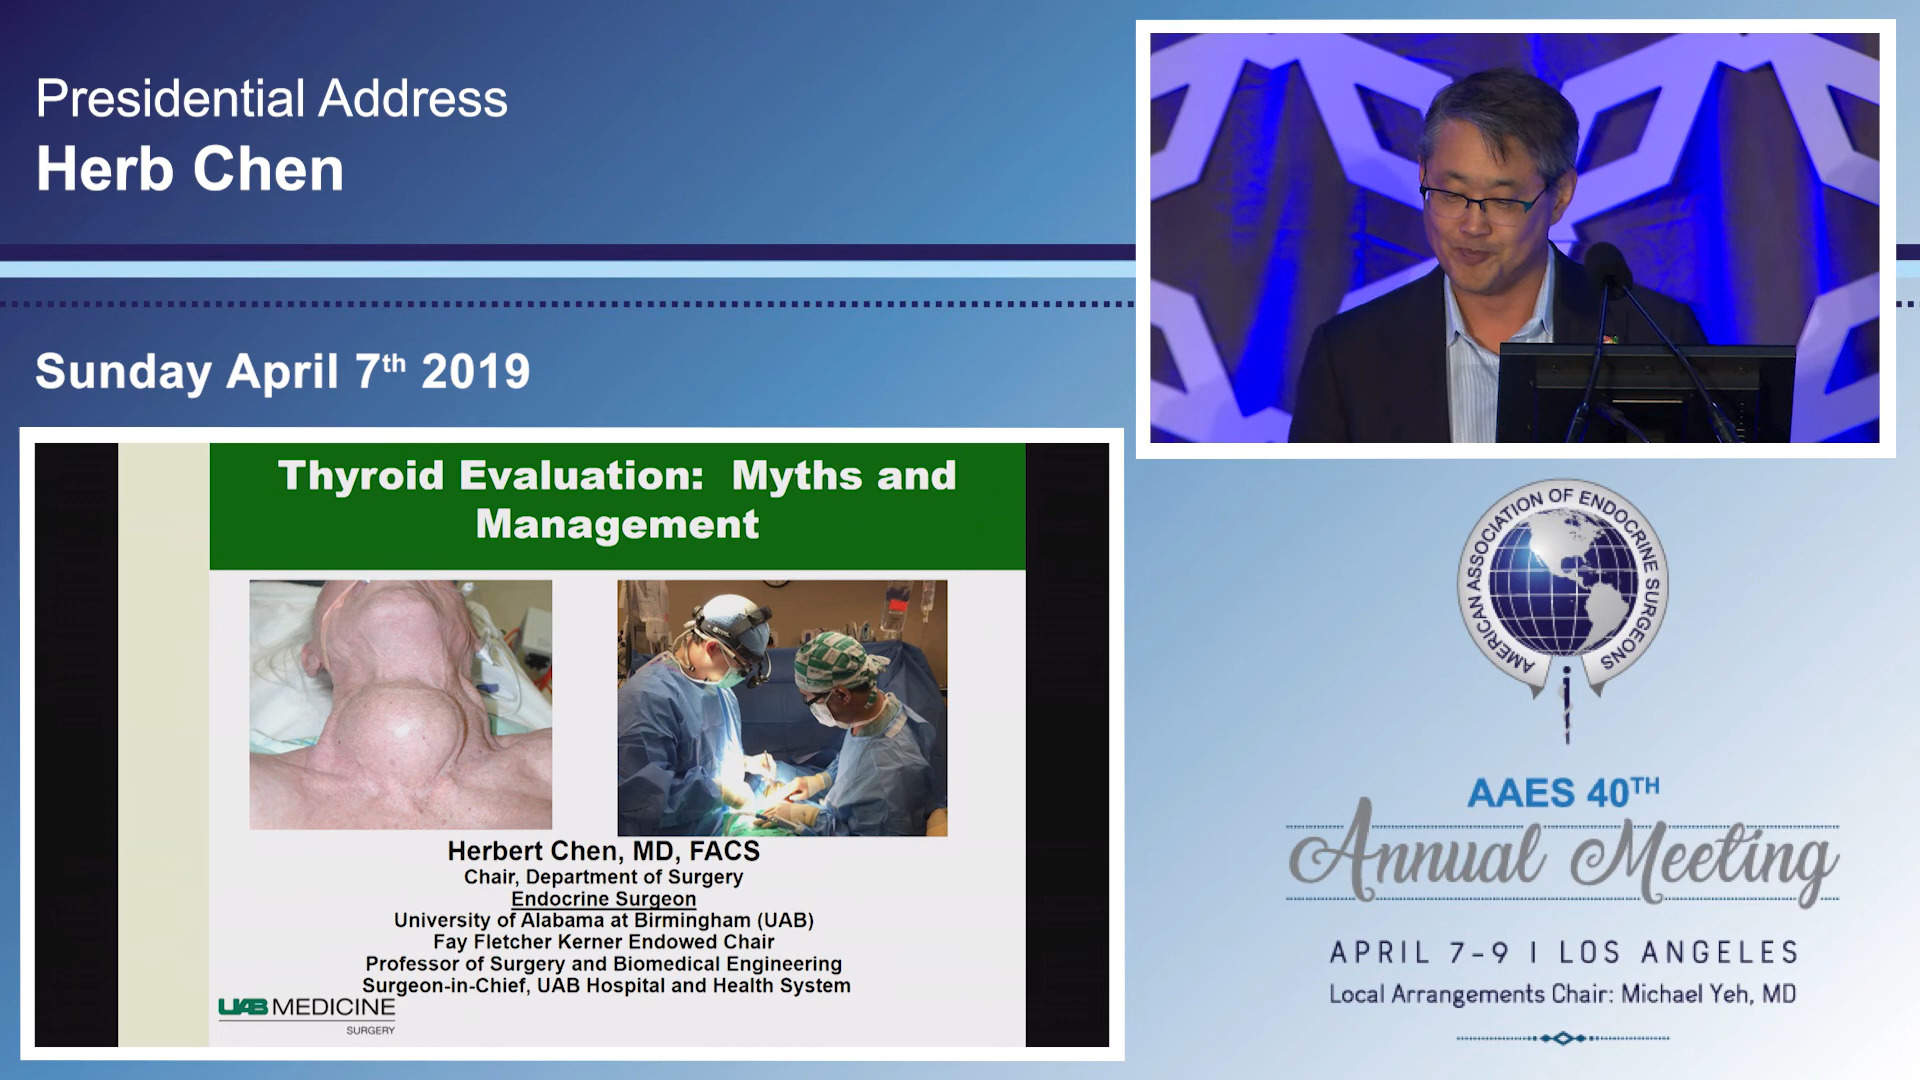 Presidential Address
Herb Chen
Sunday April 7th 2019
Thyroid Evaluation: Myths and
Management
Herbert Chen, MD, FACS
Chair, Department of Surgery
Endocrine Surgeon
University of Alabama at Birmingham (UAB)
Fay Fletcher Kerner Endowed Chair
Professor of Surgery and Biomedical Engineering
Surgeon-in-Chief, UAB Hospital and Health System
UAB MEDICINE
SURGERY
AMERICAN ASSOCIATION OF ENDOCRINE SURGEONS
AAES 40TH
Annual Meeting
APRIL 7-9 | LOS ANGELES
Local Arrangements Chair: Michael Yeh, MD